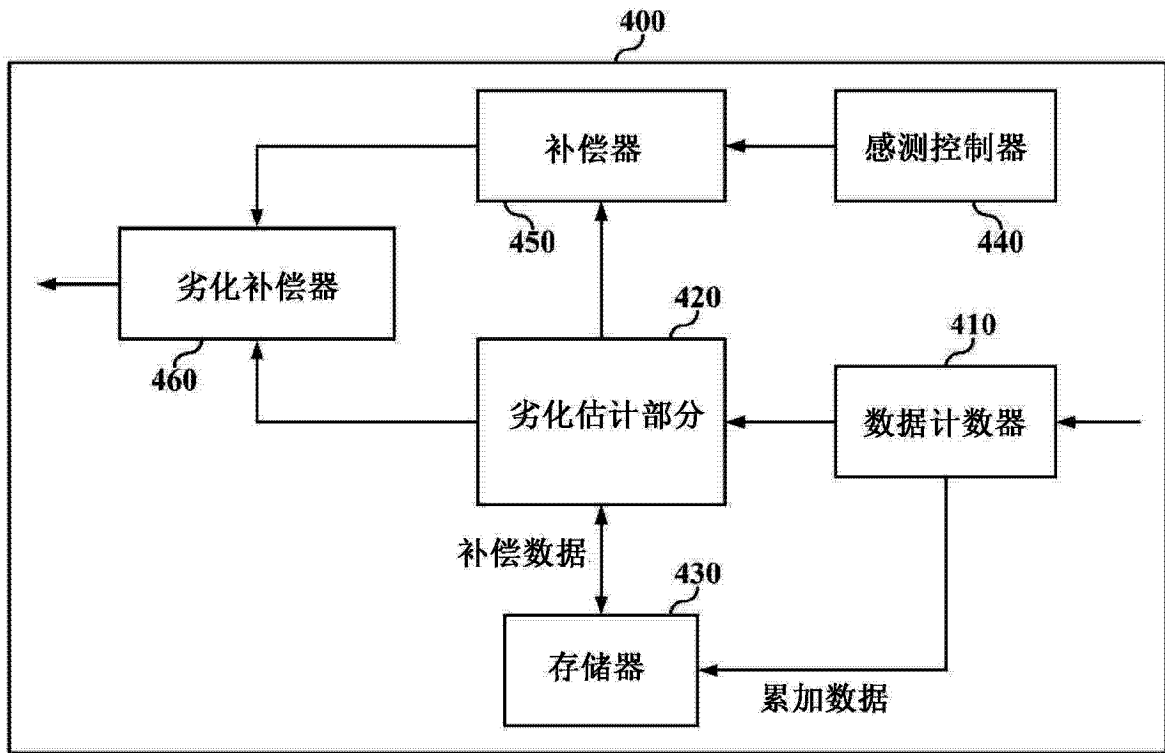 400
补偿器
感测控制器
450
440
劣化补偿器
420
410
460
劣化估计部分
数据计数器
补偿数据
430
存储器
累加数据